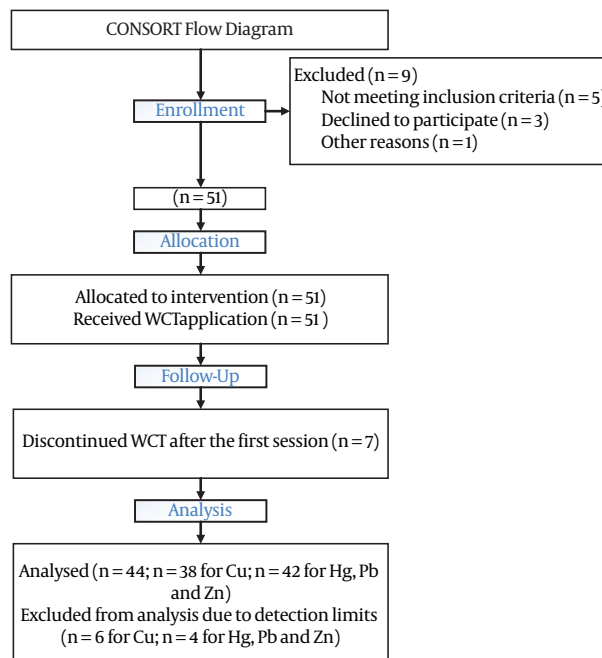 CONSORT Flow Diagram
Excluded (n = 9)
Not meeting inclusion criteria (n = 5)
Declined to participate (n = 3)
Other reasons (n = 1)
Enrollment
(n = 51)
Allocation
Allocated to intervention (n = 51)
Received WCTapplication (n = 51)
Follow-Up
Discontinued WCT after the first session (n = 7)
Analysis
Analysed (n = 44; n = 38 for Cu; n = 42 for Hg, Pb
and Zn)
Excluded from analysis due to detection limits
(n = 6 for Cu; n = 4 for Hg, Pb and Zn)